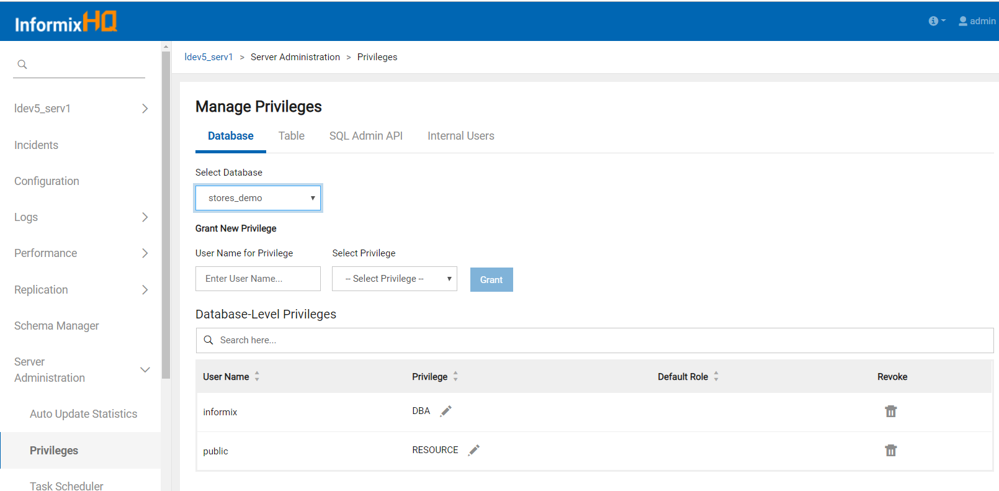 InformixHQ
admin
ldev5_serv1 > Server Administration > Privileges
ldev5_serv1
Incidents
Configuration
Logs
Performance
Replication
Schema Manager
Server
Administration
Auto Update Statistics
Privileges
Task Scheduler
Manage Privileges
Database Table SQL Admin API Internal Users
Select Database
stores_demo
Grant New Privilege
User Name for Privilege Select Privilege
Enter User Name... -- Select Privilege -- Grant
Database-Level Privileges
Search here...
User Name Privilege Default Role Revoke
informix DBA
public RESOURCE